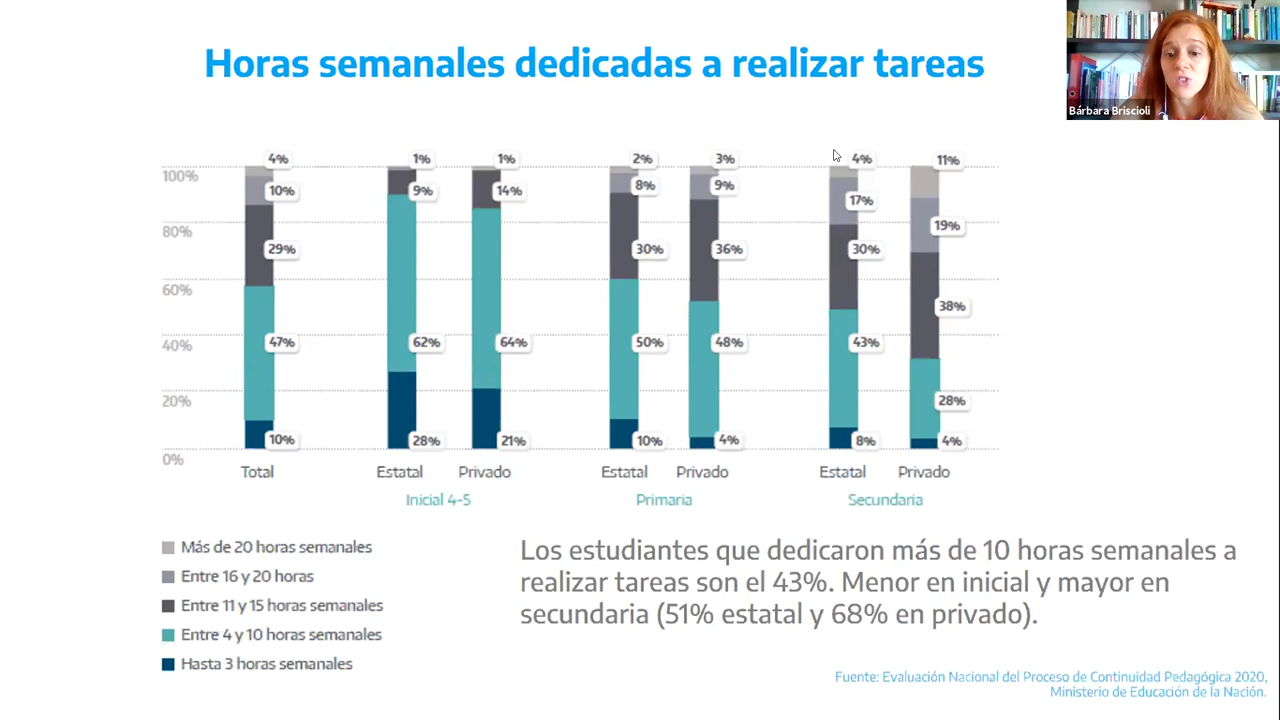 Horas semanales dedicadas a realizar tareas
Bárbara Briscioli
4% 1% 1% 2% 3% 4% 11%
100%
10% 9% 14% 8% 9% 17% 19%
80%
29% 30% 36% 30% 38%
60%
47% 62% 64% 50% 48% 43% 28%
40%
20%
10% 28% 21% 10% 4% 8% 4%
0%
Total Estatal Privado Estatal Privado Estatal Privado
Inicial 4-5 Primaria Secundaria
Más de 20 horas semanales
Entre 16 y 20 horas
Entre 11 y 15 horas semanales
Entre 4 y 10 horas semanales
Hasta 3 horas semanales
Los estudiantes que dedicaron más de 10 horas semanales a
realizar tareas son el 43%. Menor en inicial y mayor en
secundaria (51% estatal y 68% en privado).
Fuente: Evaluación Nacional del Proceso de Continuidad Pedagógica 2020,
Ministerio de Educación de la Nación.